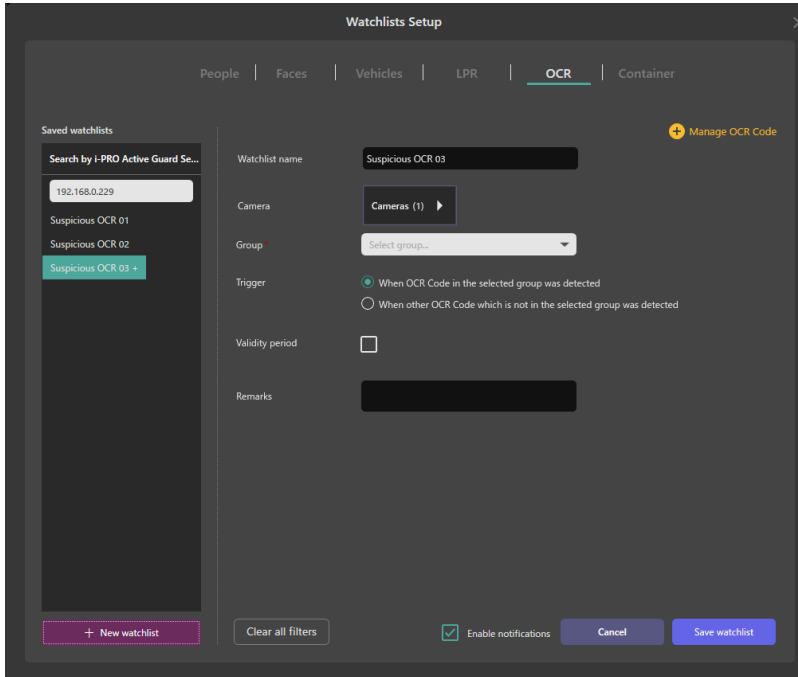 Watchlists Setup
People Faces Vehicles LPR OCR Container
Saved watchlists
+ Manage OCR Code
Search by i-PRO Active Guard Se...
192.168.0.229
Suspicious OCR 01
Suspicious OCR 02
Suspicious OCR 03 +
Watchlist name Suspicious OCR 03
Camera Cameras (1)
Group* Select group...
Trigger When OCR Code in the selected group was detected
When other OCR Code which is not in the selected group was detected
Validity period
Remarks
+ New watchlist Clear all filters Enable notifications Cancel Save watchlist